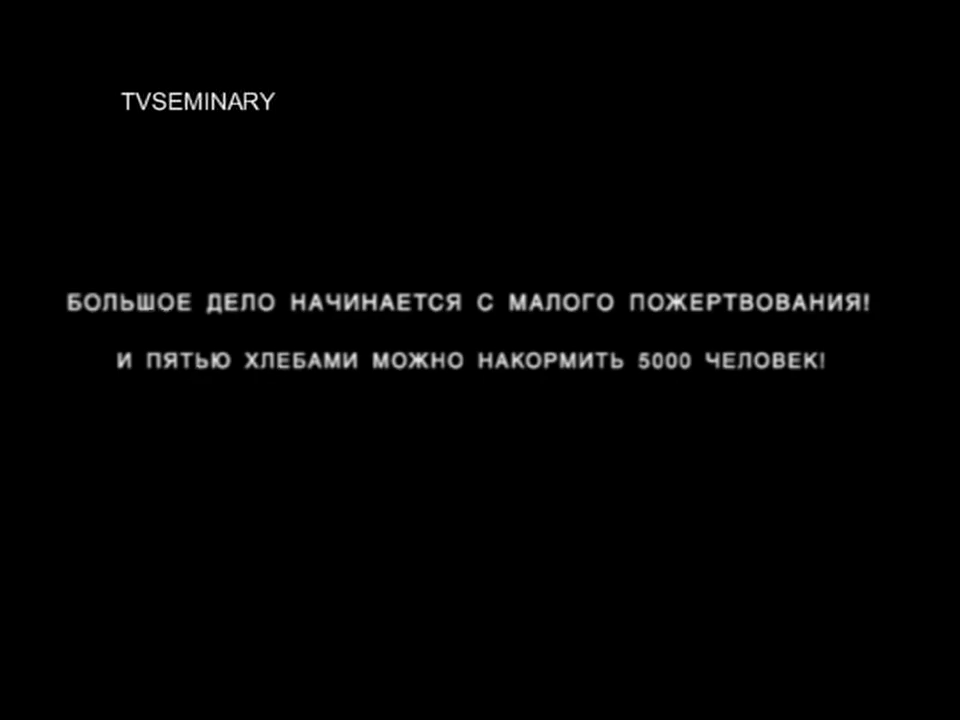 TVSEMINARY
БОЛЬШОЕ ДЕЛО НАЧИНАЕТСЯ С МАЛОГО ПОЖЕРТВОВАНИЯ!
И ПЯТЬЮ ХЛЕБАМИ МОЖНО НАКОРМИТЬ 5000 ЧЕЛОВЕК!